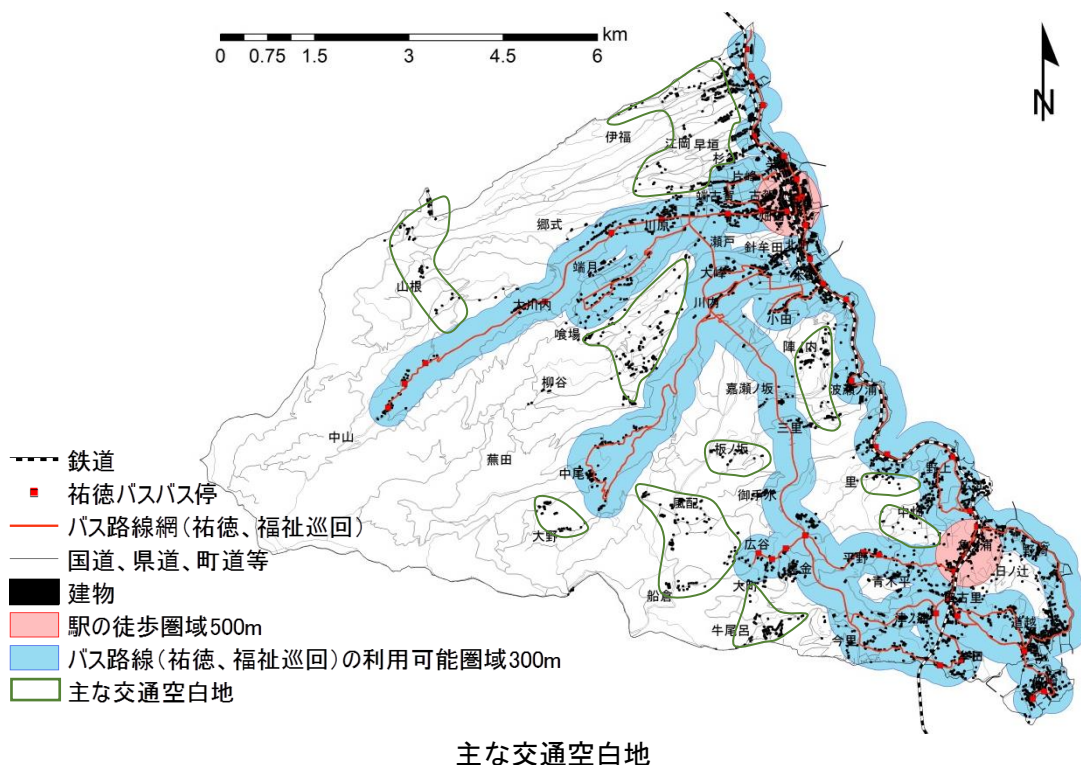 km
0 0.75 1.5 3 4.5 6
N
伊福
江岡
早垣
杉
片峰
端古賀
郷式
川原
瀬戸
針牟田北
山根
端月
大峰
大川内
川内
小田
喰場
陣内
柳谷
嘉瀬ノ坂
波瀬ノ浦
三里
中山
蕪田
中尾
板ノ坂
御手水
野上
里
風配
大野
広谷
平野
日ノ辻
大町
青木平
船倉
牛尾呂
今里
道越
鉄道
祐徳バスバス停
バス路線網（祐徳、福祉巡回）
国道、県道、町道等
建物
駅の徒歩圏域500m
バス路線（祐徳、福祉巡回）の利用可能圏域300m
主な交通空白地
主な交通空白地